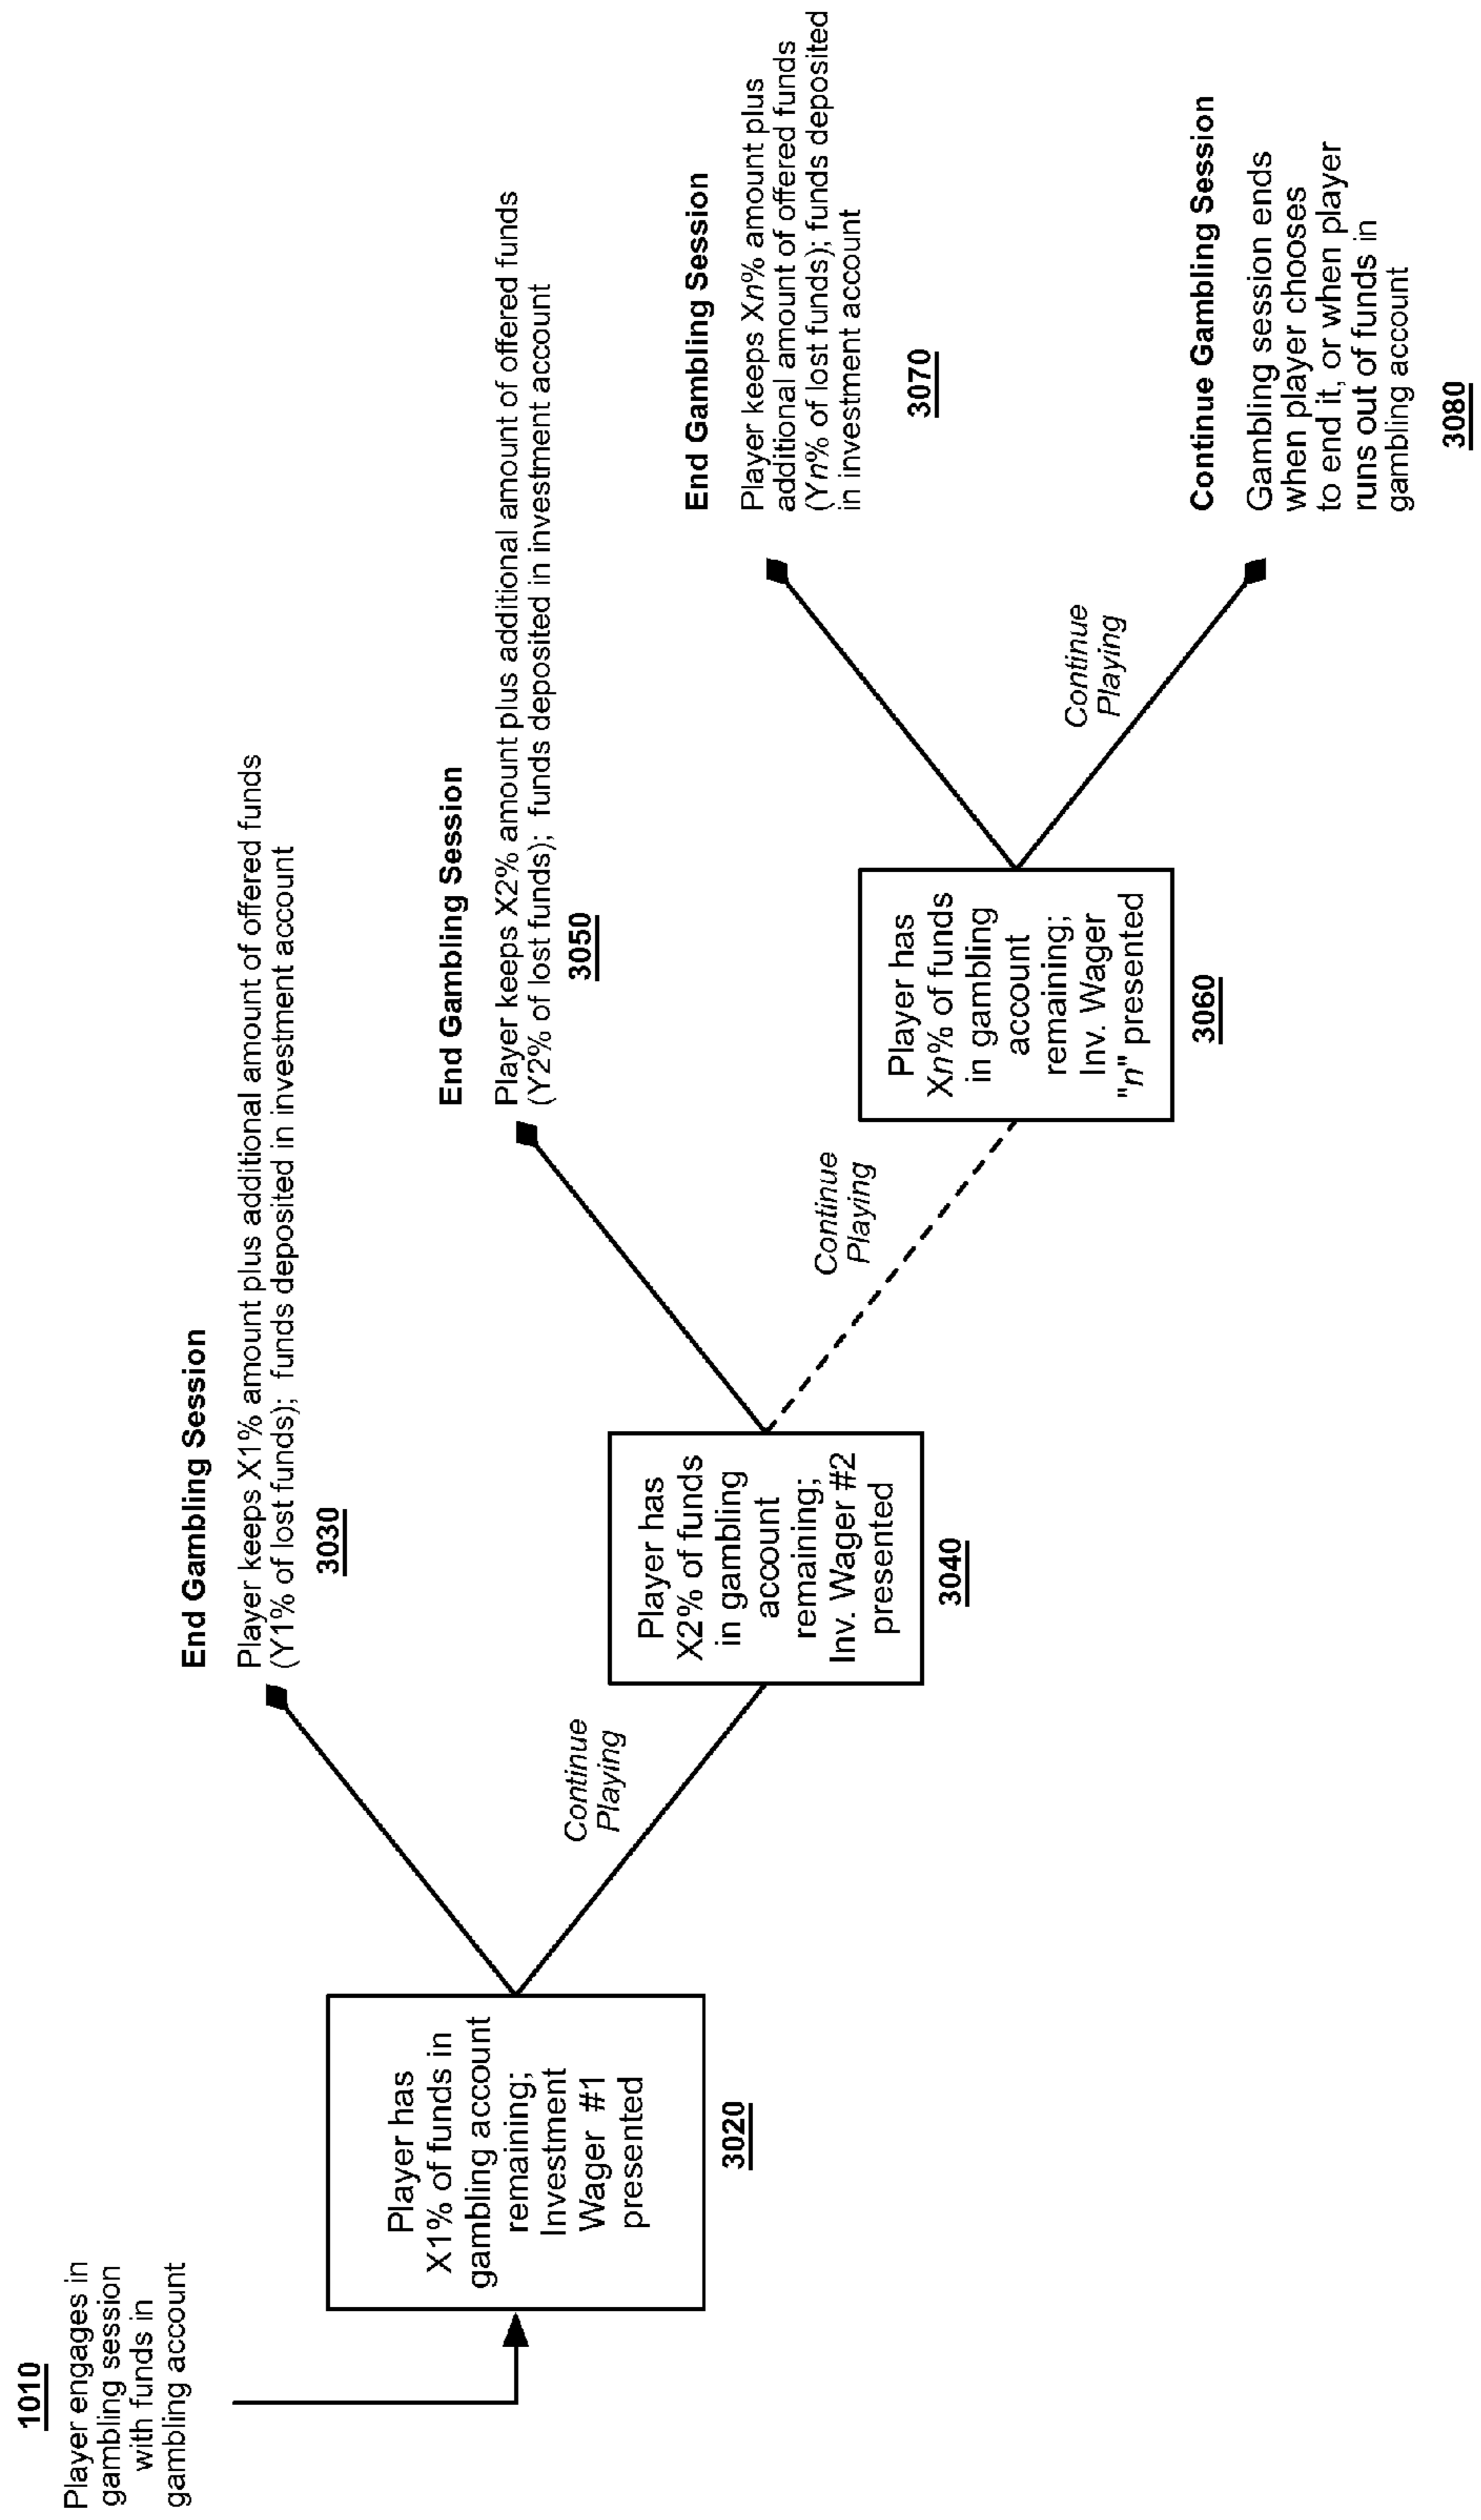 1010
Player engages in
gambling session
with funds in
gambling account
Player has
X1% of funds in
gambling account
remaining;
Investment
Wager #1
presented
3020
End Gambling Session
Player keeps X1% amount plus additional amount of offered funds
(Y1% of lost funds); funds deposited in investment account
3030
Continue
Playing
Player has
X2% of funds
in gambling
account
remaining;
Inv. Wager #2
presented
3040
End Gambling Session
Player keeps X2% amount plus additional amount of offered funds
(Y2% of lost funds); funds deposited in investment account
3050
Continue
Playing
Player has
Xn% of funds
in gambling
account
remaining;
Inv. Wager
"n" presented
3060
End Gambling Session
Player keeps Xn% amount plus
additional amount of offered funds
(Yn% of lost funds); funds deposited
in investment account
3070
Continue
Playing
Continue Gambling Session
Gambling session ends
when player chooses
to end it, or when player
runs out of funds in
gambling account
3080